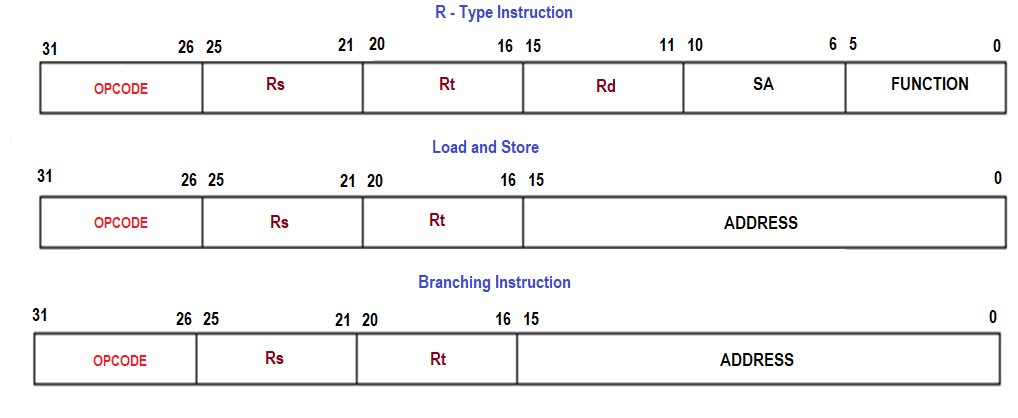 R - Type Instruction
31 26 25 21 20 16 15 11 10 6 5 0
OPCODE Rs Rt Rd SA FUNCTION
Load and Store
31 26 25 21 20 16 15 0
OPCODE Rs Rt ADDRESS
Branching Instruction
31 26 25 21 20 16 15 0
OPCODE Rs Rt ADDRESS